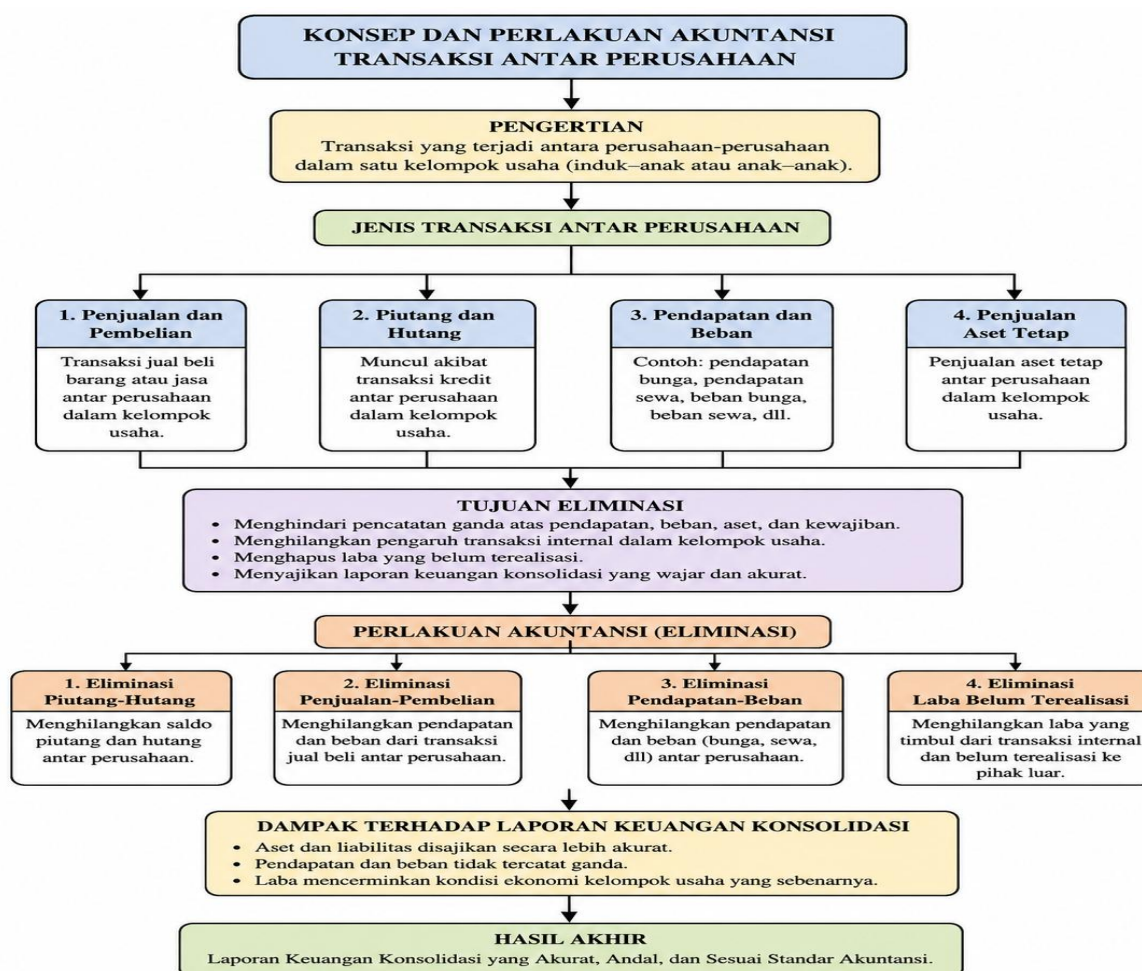 KONSEP DAN PERLAKUAN AKUNTANSI
TRANSAKSI ANTAR PERUSAHAAN
PENGERTIAN
Transaksi yang terjadi antara perusahaan-perusahaan
dalam satu kelompok usaha (induk–anak atau anak–anak).
JENIS TRANSAKSI ANTAR PERUSAHAAN
1. Penjualan dan
Pembelian
Transaksi jual beli
barang atau jasa
antar perusahaan
dalam kelompok
usaha.
2. Piutang dan
Hutang
Muncul akibat
transaksi kredit
antar perusahaan
dalam kelompok
usaha.
3. Pendapatan dan
Beban
Contoh: pendapatan
bunga, pendapatan
sewa, beban bunga,
beban sewa, dll.
4. Penjualan
Aset Tetap
Penjualan aset tetap
antar perusahaan
dalam kelompok
usaha.
TUJUAN ELIMINASI
• Menghindari pencatatan ganda atas pendapatan, beban, aset, dan kewajiban.
• Menghilangkan pengaruh transaksi internal dalam kelompok usaha.
• Menghapus laba yang belum terealisasi.
• Menyajikan laporan keuangan konsolidasi yang wajar dan akurat.
PERLAKUAN AKUNTANSI (ELIMINASI)
1. Eliminasi
Piutang-Hutang
Menghilangkan saldo
piutang dan hutang
antar perusahaan.
2. Eliminasi
Penjualan-Pembelian
Menghilangkan pendapatan
dan beban dari transaksi
jual beli antar perusahaan.
3. Eliminasi
Pendapatan-Beban
Menghilangkan pendapatan
dan beban (bunga, sewa,
dll) antar perusahaan.
4. Eliminasi
Laba Belum Terealisasi
Menghilangkan laba yang
timbul dari transaksi internal
dan belum terealisasi ke
pihak luar.
DAMPAK TERHADAP LAPORAN KEUANGAN KONSOLIDASI
• Aset dan liabilitas disajikan secara lebih akurat.
• Pendapatan dan beban tidak tercatat ganda.
• Laba mencerminkan kondisi ekonomi kelompok usaha yang sebenarnya.
HASIL AKHIR
Laporan Keuangan Konsolidasi yang Akurat, Andal, dan Sesuai Standar Akuntansi.